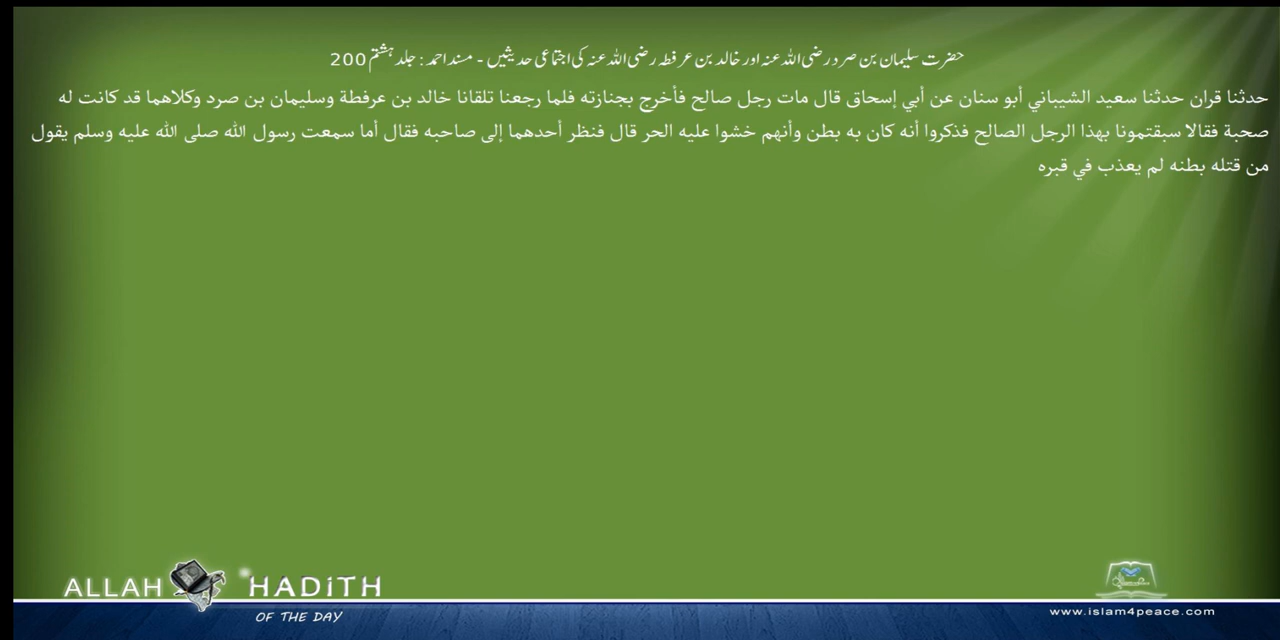 حضرت سلیمان بن صرد رضی اللہ عنہ اور خالد بن عرفطہ رضی اللہ عنہ کی اجتماعی حدیثیں - مسند احمد : جلد ہشتم 200
حدثنا قران حدثنا سعيد الشيباني أبو سنان عن أبي إسحاق قال مات رجل صالح فأخرج بجنازته فلما رجعنا تلقانا خالد بن عرفطة وسليمان بن صرد وكلاهما قد كانت له
صحبة فقالا سبقتمونا بهذا الرجل الصالح فذكروا أنه كان به بطن وأنهم خشوا عليه الحر قال فنظر أحدهما إلى صاحبه فقال أما سمعت رسول الله صلى الله عليه وسلم يقول
من قتله بطنه لم يعذب في قبره
ALLAH HADITH
OF THE DAY
www.islam4peace.com